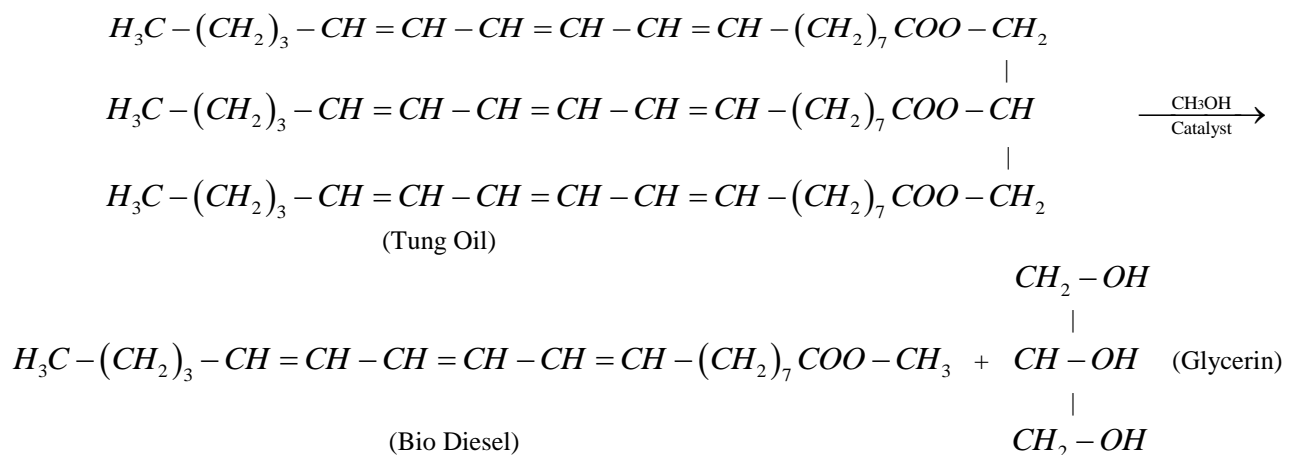 H₃C − (CH₂)₃ − CH = CH − CH = CH − CH = CH − (CH₂)₇ COO − CH₂
|
H₃C − (CH₂)₃ − CH = CH − CH = CH − CH = CH − (CH₂)₇ COO − CH
CH3OH
Catalyst
|
H₃C − (CH₂)₃ − CH = CH − CH = CH − CH = CH − (CH₂)₇ COO − CH₂
(Tung Oil)
CH₂ − OH
|
H₃C − (CH₂)₃ − CH = CH − CH = CH − CH = CH − (CH₂)₇ COO − CH₃ + CH − OH (Glycerin)
|
(Bio Diesel) CH₂ − OH